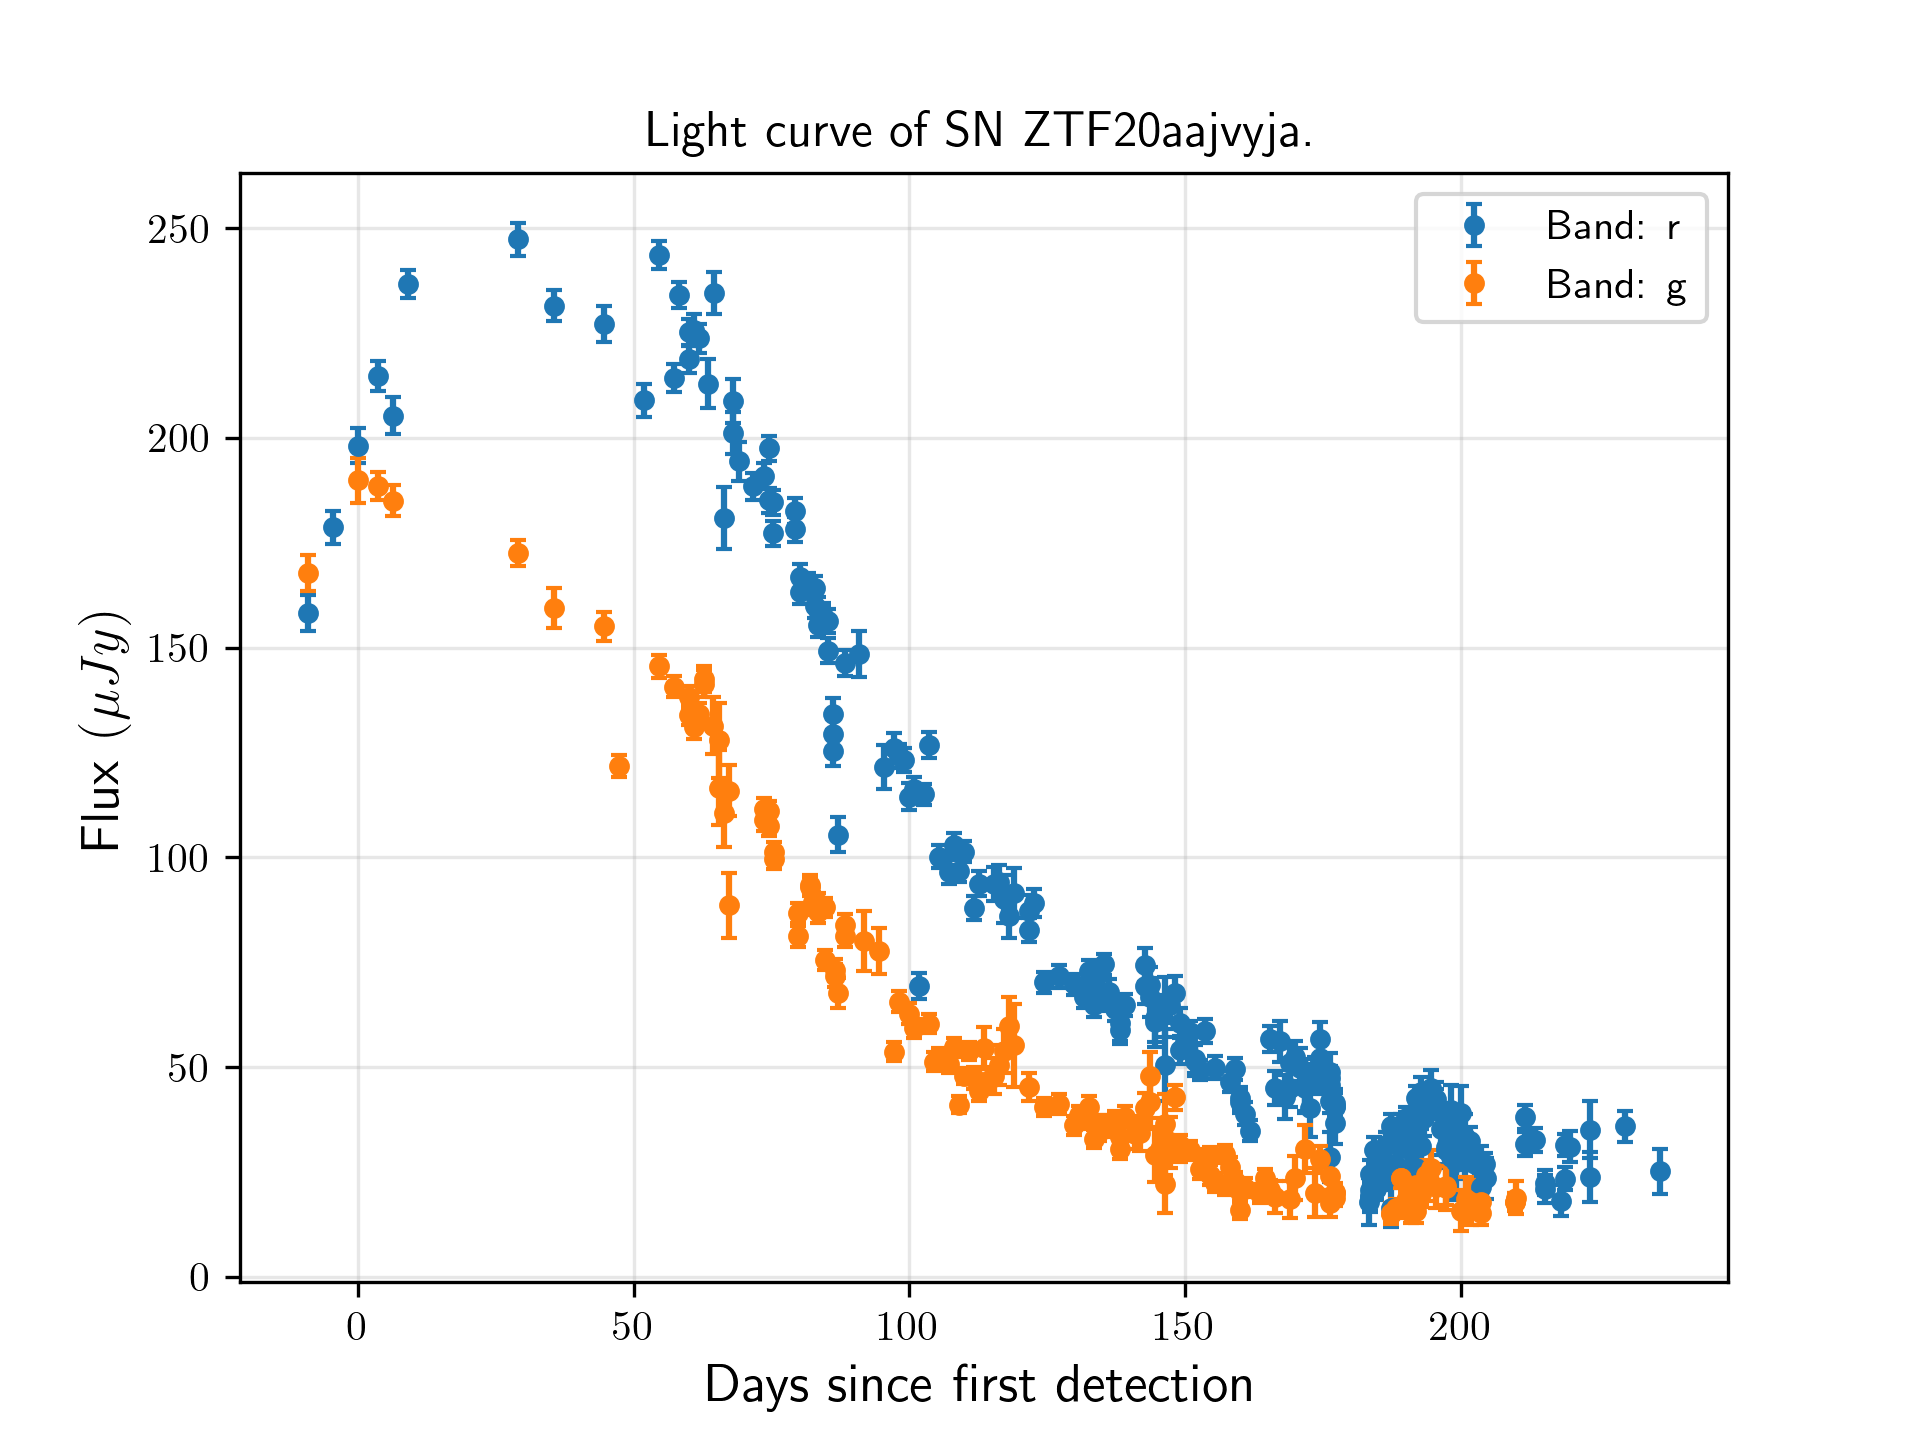 Light curve of SN ZTF20aajvyja.
Band: r
Band: g
250
200
150
100
50
0
Flux (μJy)
0 50 100 150 200
Days since first detection